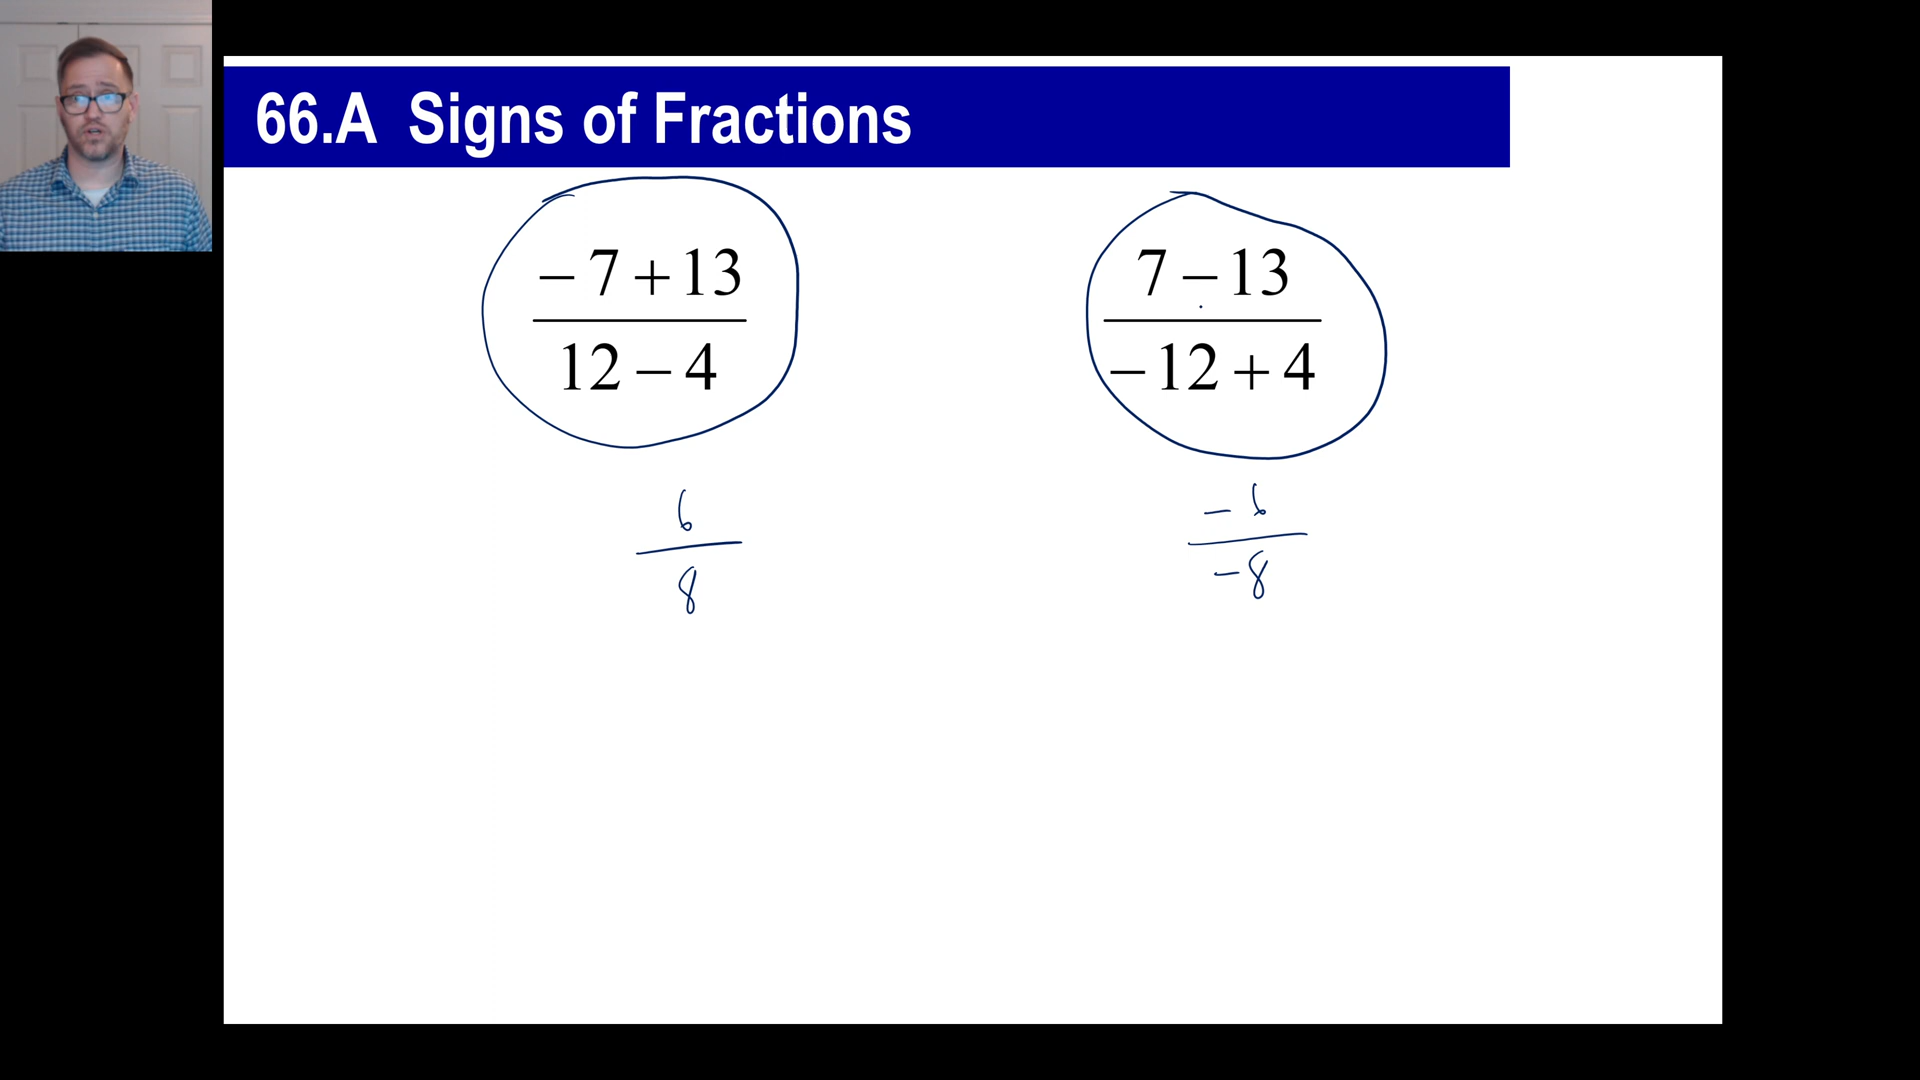 66.A Signs of Fractions
− 7 + 13
12 − 4
7 − 13
− 12 + 4
6
8
- 6
- 8